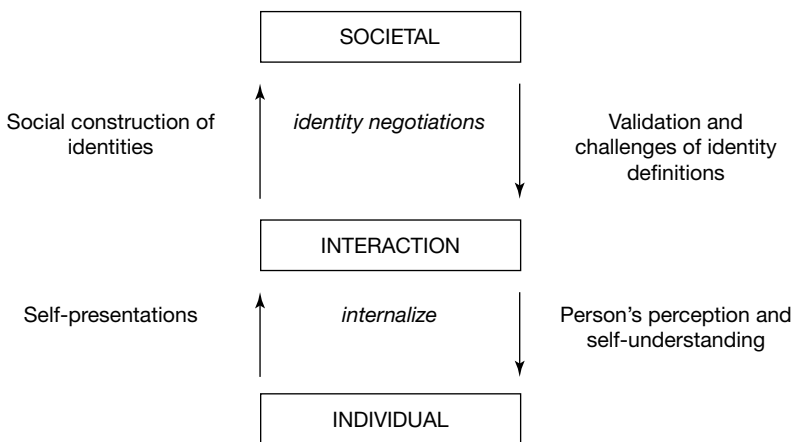 SOCIETAL
Social construction of
identities
identity negotiations
Validation and
challenges of identity
definitions
INTERACTION
Self-presentations
internalize
Person’s perception and
self-understanding
INDIVIDUAL